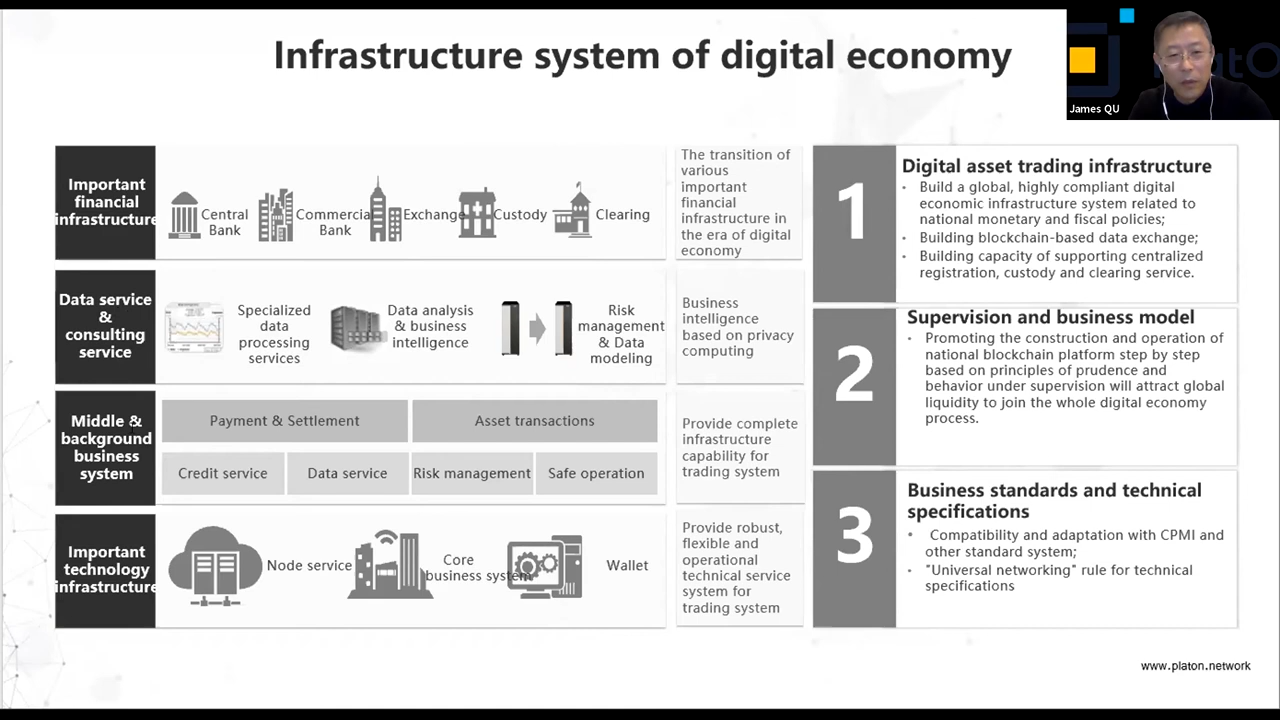 Infrastructure system of digital economy
James QU
Important
financial
infrastructure
Central
Bank
Commercial
Bank
Exchange
Custody
Clearing
The transition of
various
important
financial
infrastructure in
the era of digital
economy
Data service
&
consulting
service
Specialized
data
processing
services
Data analysis
& business
intelligence
Risk
management
& Data
modeling
Business
intelligence
based on privacy
computing
Middle &
background
business
system
Payment & Settlement
Asset transactions
Credit service
Data service
Risk management
Safe operation
Provide complete
infrastructure
capability for
trading system
Important
technology
infrastructure
Node service
Core
business system
Wallet
Provide robust,
flexible and
operational
technical service
system for
trading system
1
Digital asset trading infrastructure
• Build a global, highly compliant digital
economic infrastructure system related to
national monetary and fiscal policies;
• Building blockchain-based data exchange;
• Building capacity of supporting centralized
registration, custody and clearing service.
2
Supervision and business model
• Promoting the construction and operation of
national blockchain platform step by step
based on principles of prudence and
behavior under supervision will attract global
liquidity to join the whole digital economy
process.
3
Business standards and technical
specifications
• Compatibility and adaptation with CPMI and
other standard system;
• "Universal networking" rule for technical
specifications
www.platon.network